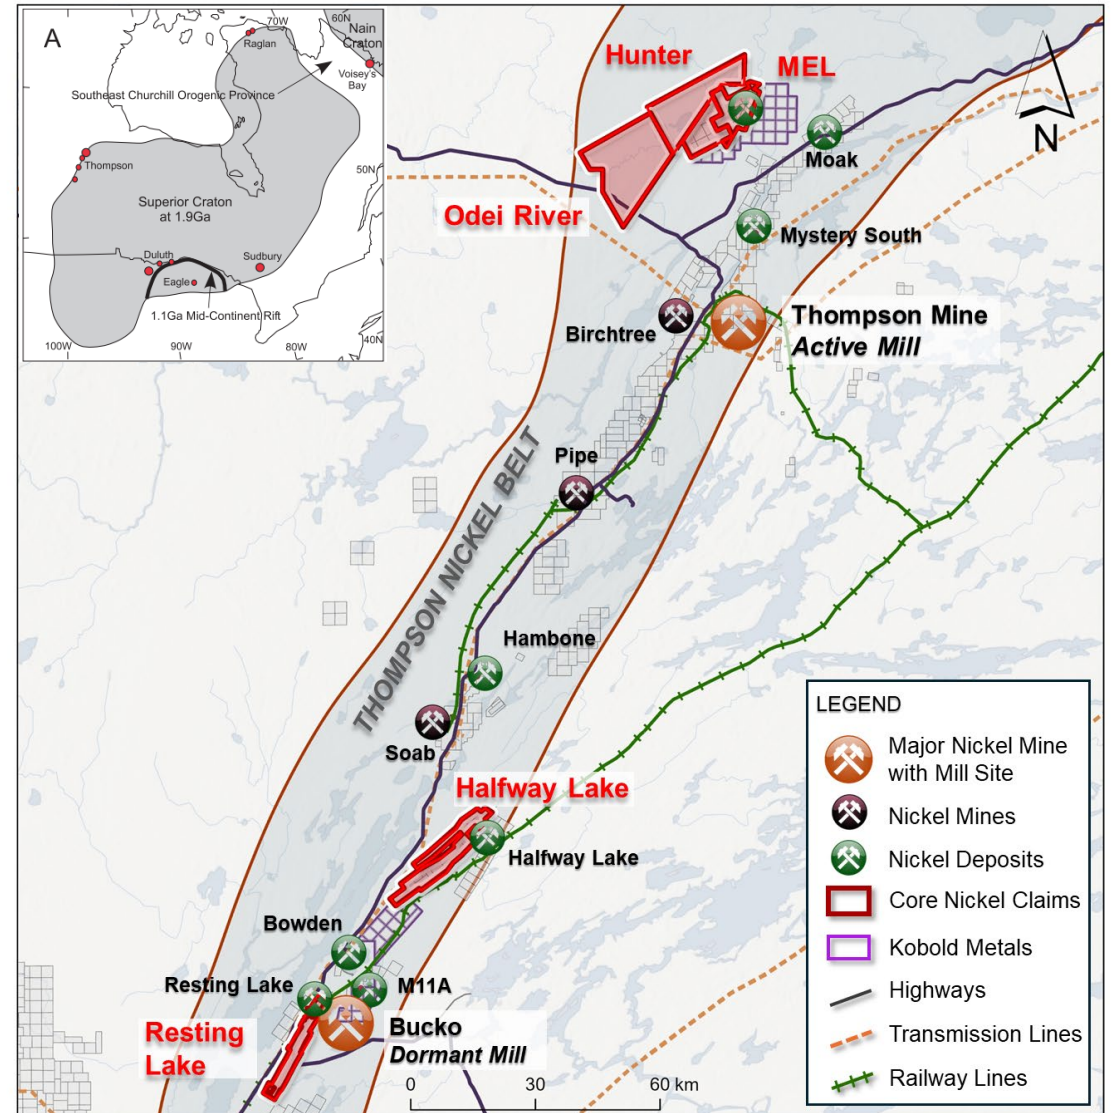 A
70W
60N
Nain
Craton
Raglan
Voisey's
Bay
Southeast Churchill Orogenic Province
Thompson
50N
Superior Craton
at 1.9Ga
Duluth
Sudbury
Eagle
1.1Ga Mid-Continent Rift
100W
90W
80W
40N
Hunter
MEL
N
Moak
Odei River
Mystery South
Birchtree
Thompson Mine
Active Mill
Pipe
THOMPSON NICKEL BELT
Hambone
Soab
Halfway Lake
Halfway Lake
Bowden
Resting Lake
M11A
Resting
Lake
Bucko
Dormant Mill
0 30 60 km
LEGEND
Major Nickel Mine
with Mill Site
Nickel Mines
Nickel Deposits
Core Nickel Claims
Kobold Metals
Highways
Transmission Lines
Railway Lines